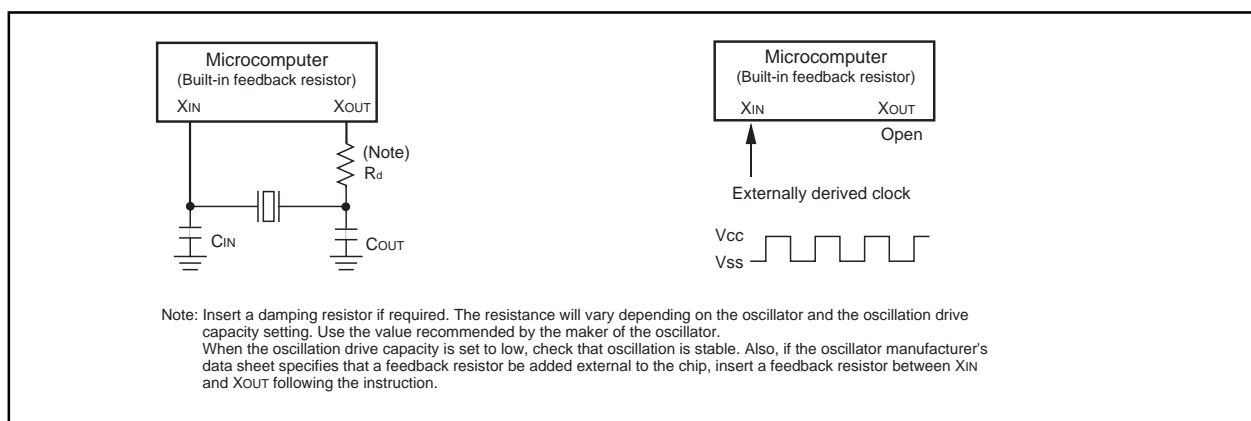 Microcomputer
(Built-in feedback resistor)
XIN XOUT
(Note)
Rd
CIN
COUT
Microcomputer
(Built-in feedback resistor)
XIN XOUT
Open
Externally derived clock
Vcc
Vss
Note: Insert a damping resistor if required. The resistance will vary depending on the oscillator and the oscillation drive
capacity setting. Use the value recommended by the maker of the oscillator.
When the oscillation drive capacity is set to low, check that oscillation is stable. Also, if the oscillator manufacturer's
data sheet specifies that a feedback resistor be added external to the chip, insert a feedback resistor between XIN
and XOUT following the instruction.